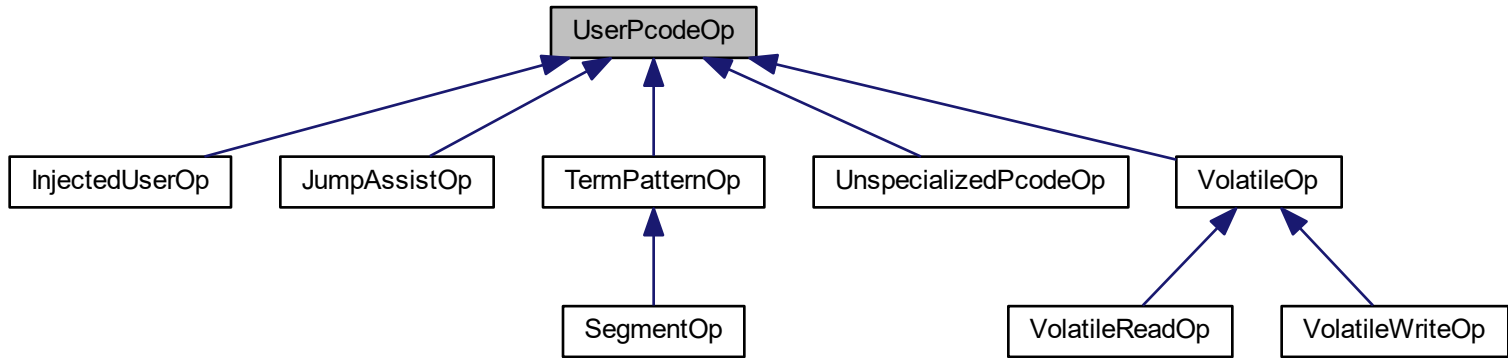 UserPcodeOp
InjectedUserOp
JumpAssistOp
TermPatternOp
UnspecializedPcodeOp
VolatileOp
SegmentOp
VolatileReadOp
VolatileWriteOp